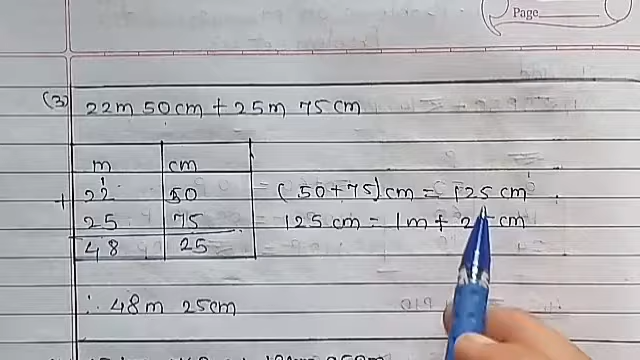 Page
(3) 22m 50cm + 25m 75cm
m cm
1
+ 22 50 = (50+75)cm = 125 cm
25 75 125 cm = 1m + 25 cm
48 25
∴ 48m 25cm